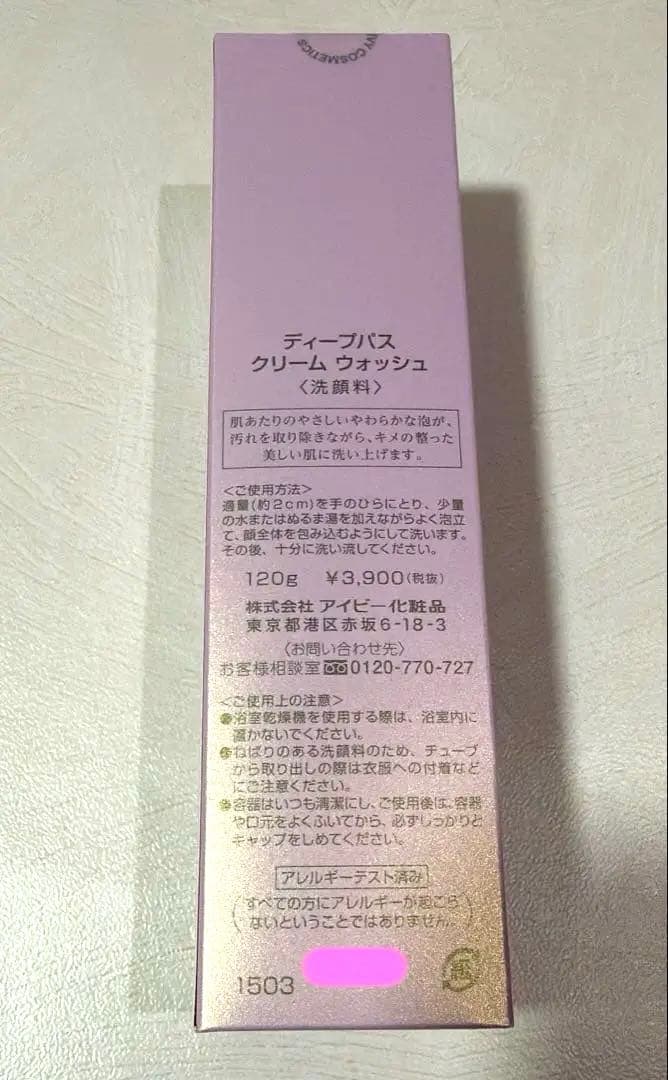 IVY COSMETICS
ディープパス
クリーム ウォッシュ
〈洗顔料〉
肌あたりのやさしいやわらかな泡が、
汚れを取り除きながら、キメの整った
美しい肌に洗い上げます。
<ご使用方法>
適量(約2cm)を手のひらにとり、少量
の水またはぬるま湯を加えながらよく泡立
て、顔全体を包み込むようにして洗います。
その後、十分に洗い流してください。
120g ￥3,900(税抜)
株式会社 アイビー化粧品
東京都港区赤坂6-18-3
〈お問い合わせ先〉
お客様相談室 0120-770-727
<ご使用上の注意>
●浴室乾燥機を使用する際は、浴室内に
置かないでください。
●ねばりのある洗顔料のため、チューブ
から取り出しの際は衣服への付着など
にご注意ください。
●容器はいつも清潔にし、ご使用後は、容器
や口元をよくふいてから、必ずしっかりと
キャップをしめてください。
アレルギーテスト済み
(すべての方にアレルギーが起こら
ないということではありません。)
1503
紙